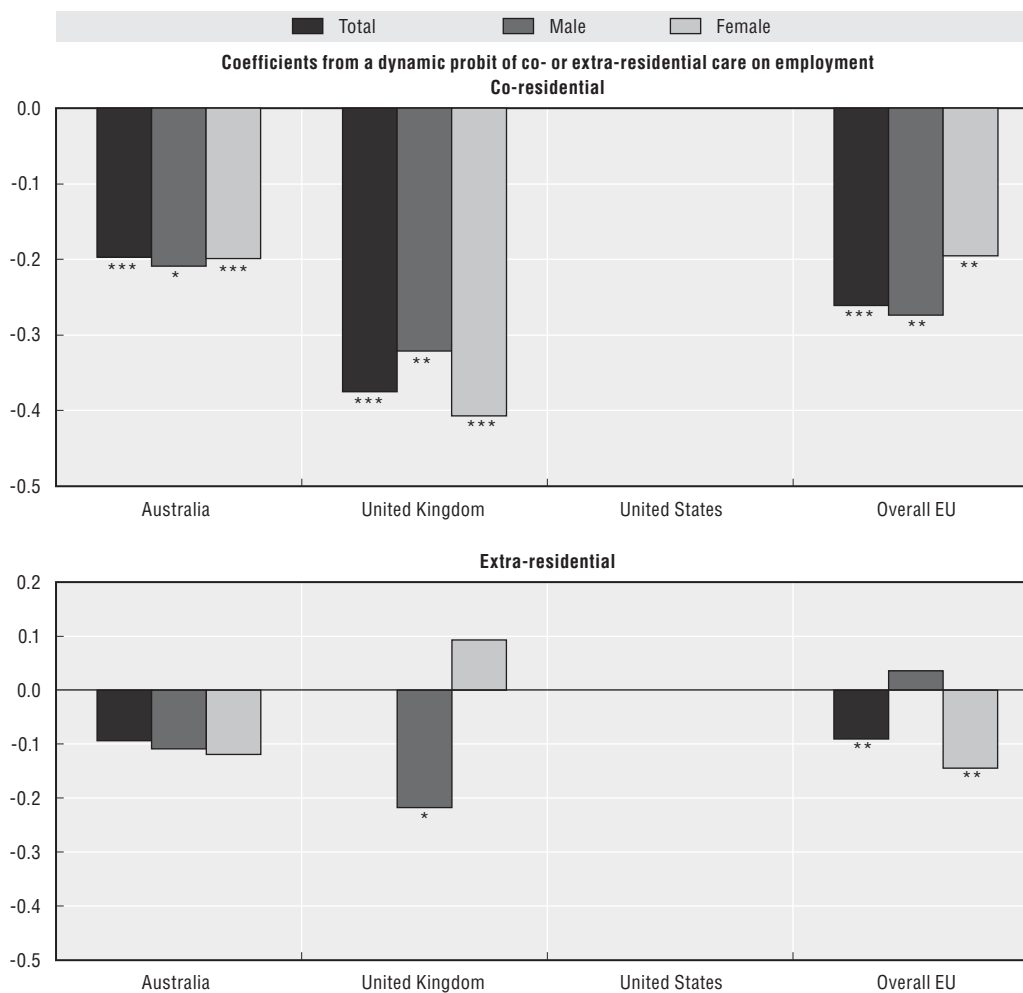 Total Male Female
Coefficients from a dynamic probit of co- or extra-residential care on employment
Co-residential
0.0
-0.1
-0.2
-0.3
-0.4
-0.5
*** * ***
*** ** ***
*** ** **
Australia United Kingdom United States Overall EU
Extra-residential
0.2
0.1
0.0
-0.1
-0.2
-0.3
-0.4
-0.5
*
** **
Australia United Kingdom United States Overall EU